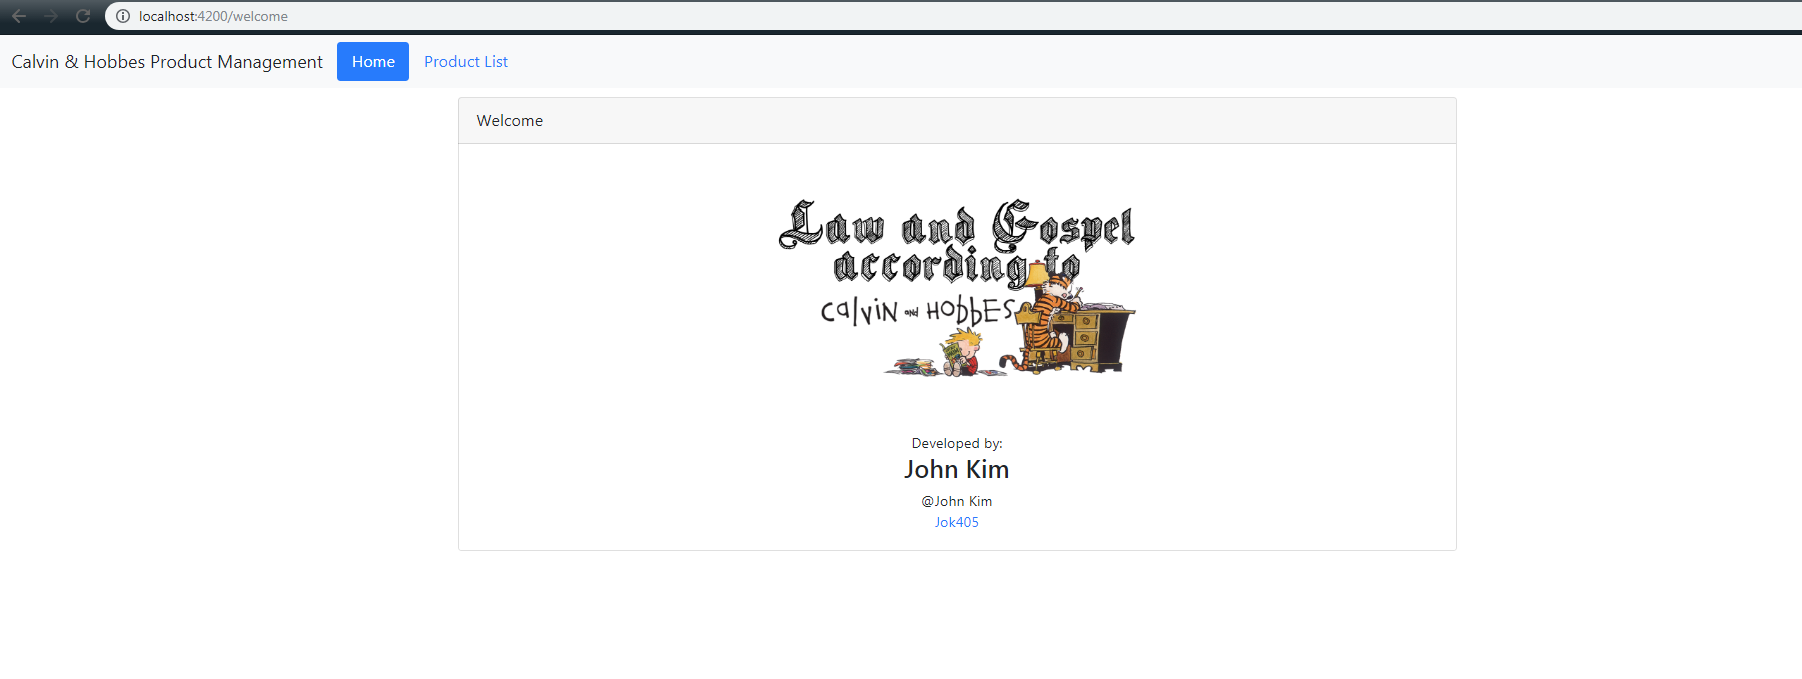 localhost:4200/welcome
Calvin & Hobbes Product Management Home Product List
Welcome
Law and Gospel
according to
CALVIN AND HOBBES
Developed by:
John Kim
@John Kim
Jok405